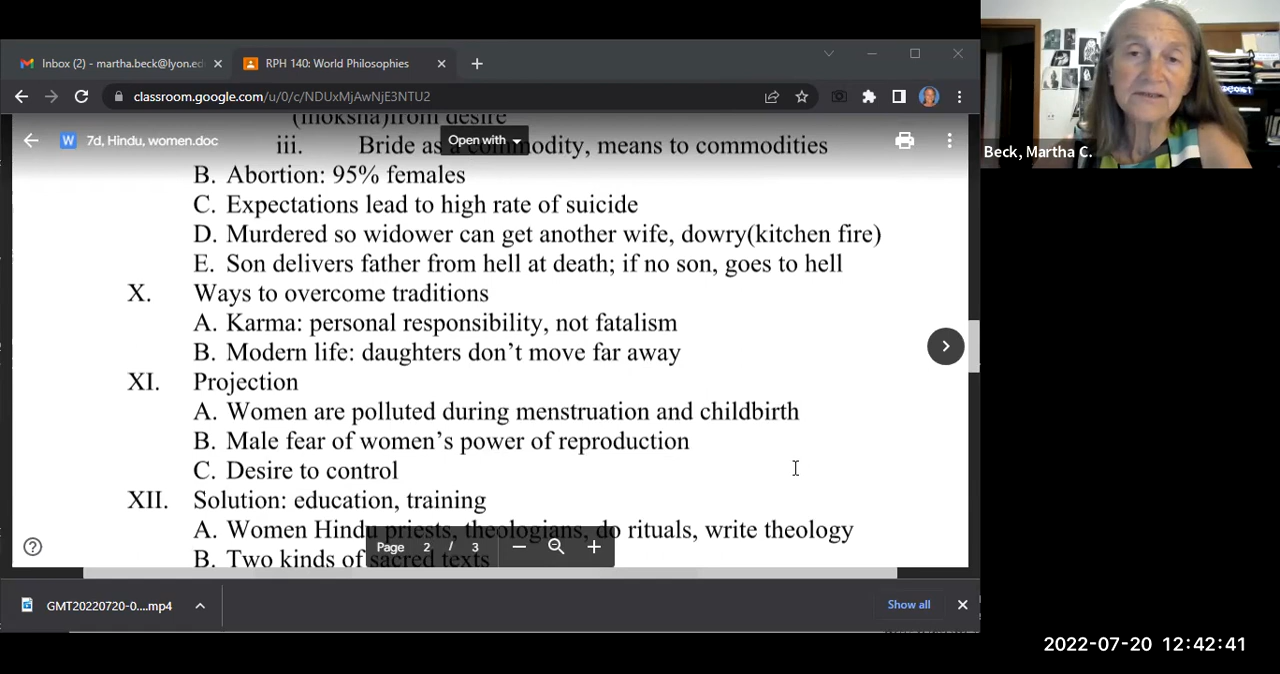 Inbox (2) - martha.beck@lyon.ed
RPH 140: World Philosophies
classroom.google.com/u/0/c/NDUxMjAwNjE3NTU2
(moksha)from desire
7d, Hindu, women.doc
Open with
iii. Bride as a commodity, means to commodities
B. Abortion: 95% females
C. Expectations lead to high rate of suicide
D. Murdered so widower can get another wife, dowry(kitchen fire)
E. Son delivers father from hell at death; if no son, goes to hell
X. Ways to overcome traditions
A. Karma: personal responsibility, not fatalism
B. Modern life: daughters don’t move far away
XI. Projection
A. Women are polluted during menstruation and childbirth
B. Male fear of women’s power of reproduction
C. Desire to control
XII. Solution: education, training
A. Women Hindu priests, theologians, do rituals, write theology
B. Two kinds of sacred texts
Page 2 / 3
GMT20220720-0....mp4
Show all
Beck, Martha C.
2022-07-20 12:42:41